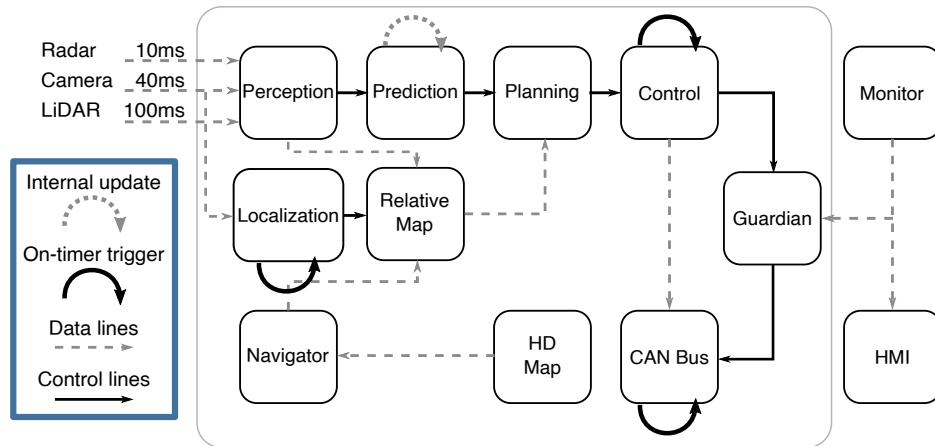 Radar 10ms
Camera 40ms
LiDAR 100ms
Perception
Prediction
Planning
Control
Monitor
Internal update
On-timer trigger
Data lines
Control lines
Localization
Relative
Map
Guardian
Navigator
HD
Map
CAN Bus
HMI